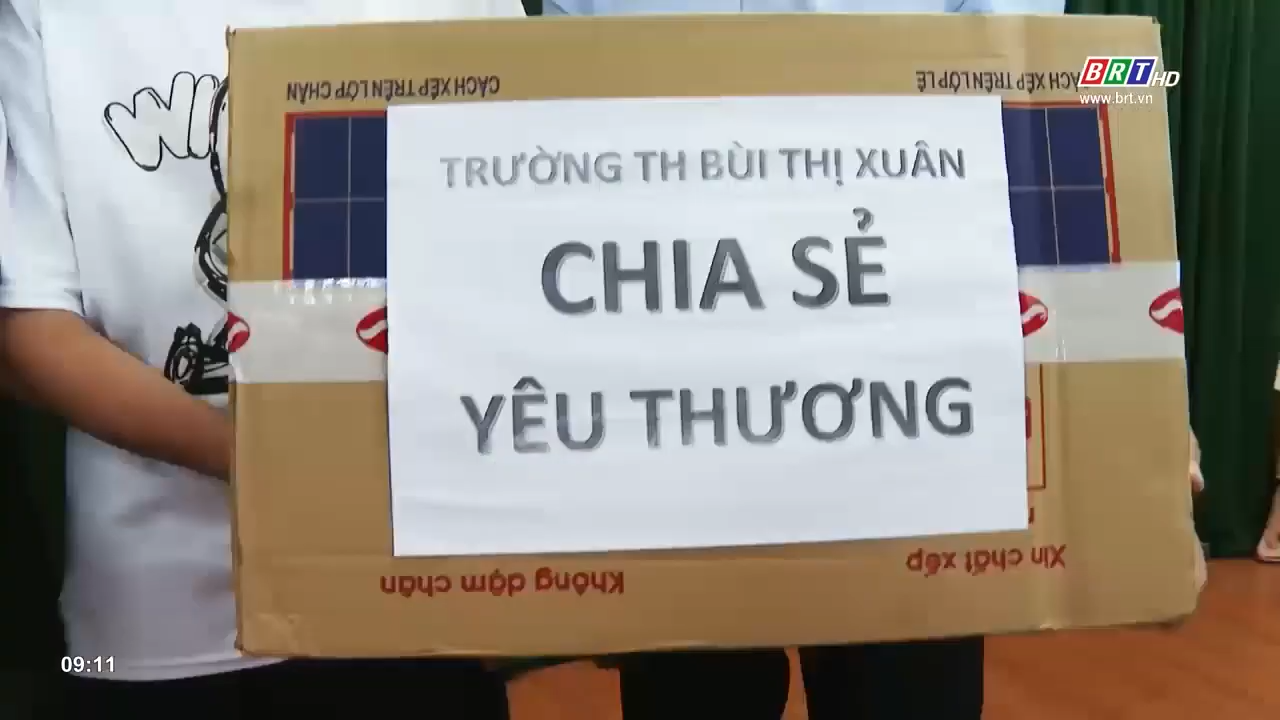 BRT HD
www.brt.vn
CÁCH XẾP TRÊN LỚP CHẴN
CÁCH XẾP TRÊN LỚP LẺ
TRƯỜNG TH BÙI THỊ XUÂN
CHIA SẺ
YÊU THƯƠNG
Không dậm chân
Xin chất xếp
09:11